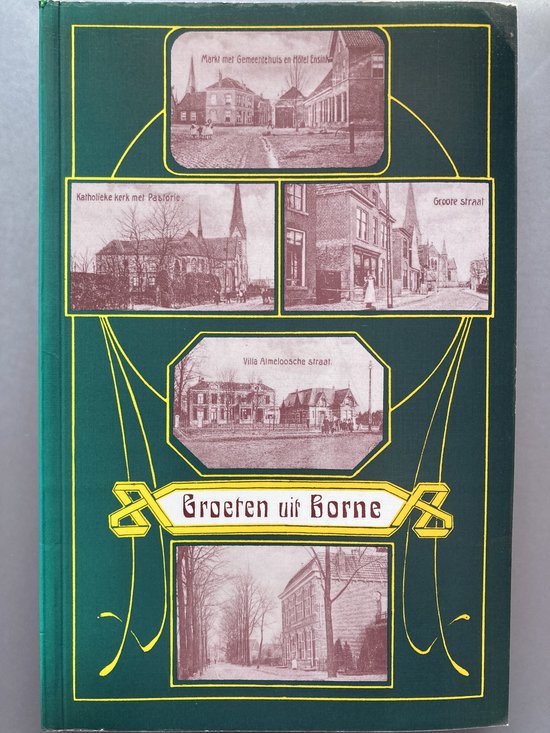 Markt met Gemeentehuis en Hôtel Ensink
Katholieke kerk met Pastorie.
Groote straat
Villa Almeloosche straat.
Groeten uit Borne